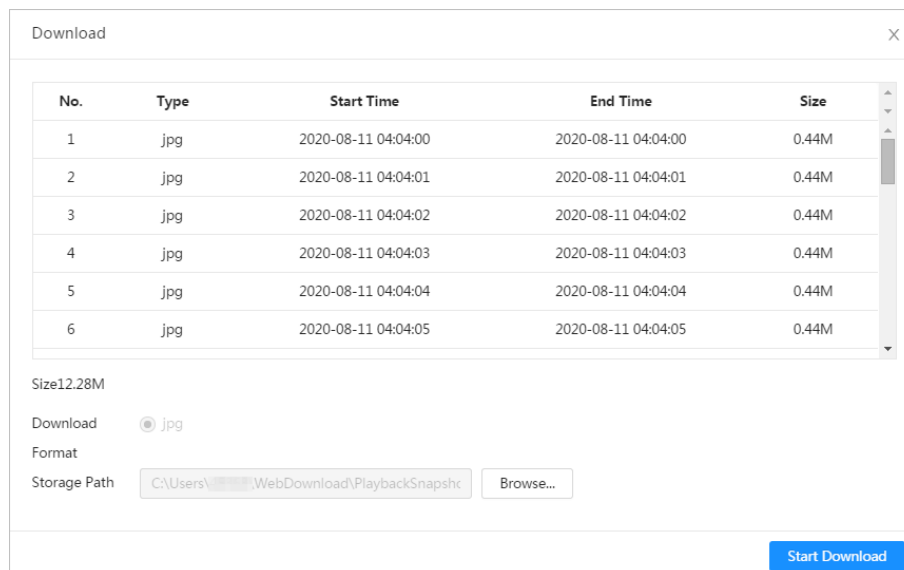 Download
No. Type Start Time End Time Size
1 jpg 2020-08-11 04:04:00 2020-08-11 04:04:00 0.44M
2 jpg 2020-08-11 04:04:01 2020-08-11 04:04:01 0.44M
3 jpg 2020-08-11 04:04:02 2020-08-11 04:04:02 0.44M
4 jpg 2020-08-11 04:04:03 2020-08-11 04:04:03 0.44M
5 jpg 2020-08-11 04:04:04 2020-08-11 04:04:04 0.44M
6 jpg 2020-08-11 04:04:05 2020-08-11 04:04:05 0.44M
Size12.28M
Download jpg
Format
Storage Path C:\Users\ WebDownload\PlaybackSnapsho Browse...
Start Download